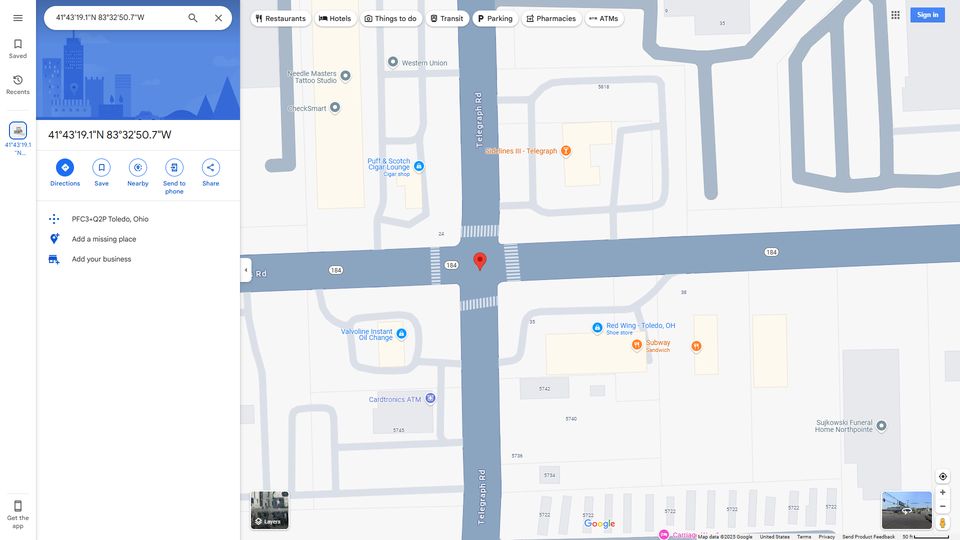 41°43'19.1"N 83°32'50.7"W
Restaurants
Hotels
Things to do
Transit
Parking
Pharmacies
ATMs
Sign in
Saved
Recents
41°43'19.1
"N...
Get the
app
41°43'19.1"N 83°32'50.7"W
Directions
Save
Nearby
Send to
phone
Share
PFC3+Q2P Toledo, Ohio
Add a missing place
Add your business
Western Union
Needle Masters
Tattoo Studio
CheckSmart
Telegraph Rd
5818
Sidelines III - Telegraph
Puff & Scotch
Cigar Lounge
Cigar shop
24
184
184
184
Rd
38
35
Red Wing - Toledo, OH
Shoe store
Subway
Sandwich
Valvoline Instant
Oil Change
Cardtronics ATM
5745
5742
5740
5736
5734
Sujkowski Funeral
Home Northpointe
Telegraph Rd
5722
5722
5722
5722
5722
5722
5722
Layers
Google
Map data ©2025 Google
United States
Terms
Privacy
Send Product Feedback
50 ft